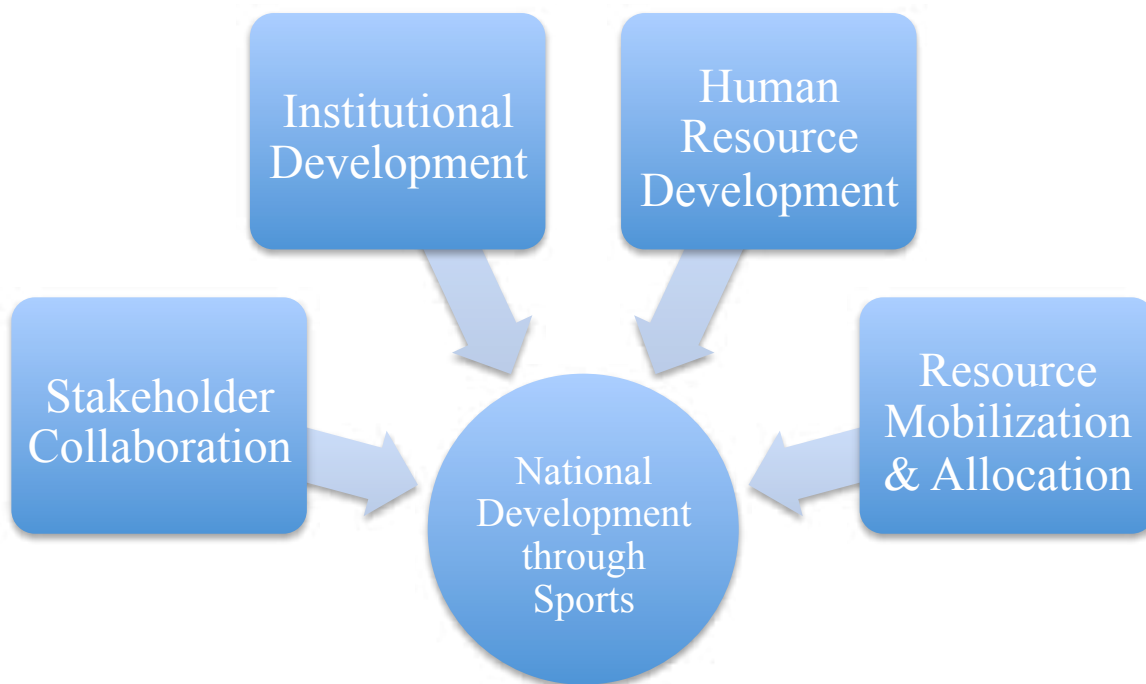 Institutional
Development
Human
Resource
Development
Stakeholder
Collaboration
Resource
Mobilization
& Allocation
National
Development
through
Sports